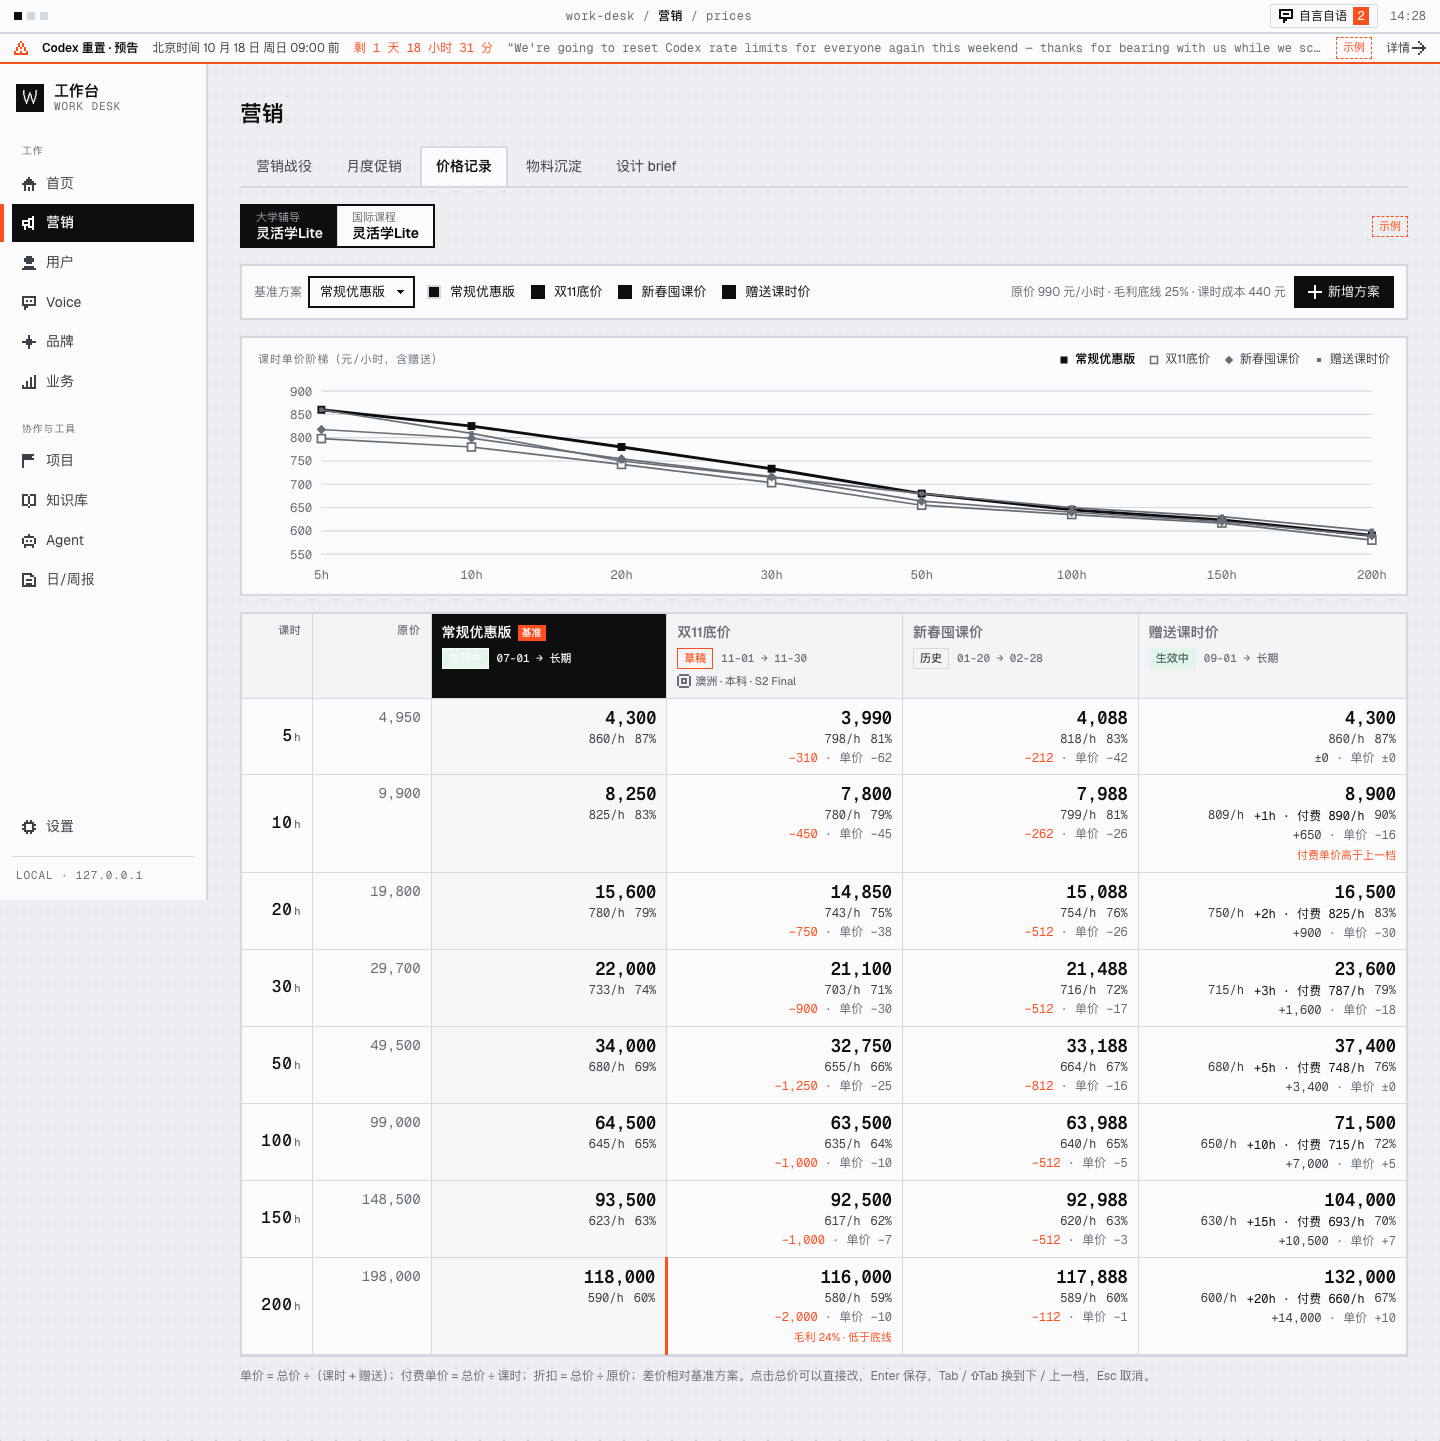 work-desk / 营销 / prices
自言自语 2
14:28
Codex 重置 · 预告 北京时间 10 月 18 日 周日 09:00 前 剩 1 天 18 小时 31 分 “We're going to reset Codex rate limits for everyone again this weekend — thanks for bearing with us while we sc… 示例 详情
W 工作台
WORK DESK
工作
首页
营销
用户
Voice
品牌
业务
协作与工具
项目
知识库
Agent
日/周报
设置
LOCAL · 127.0.0.1
营销
营销战役 月度促销 价格记录 物料沉淀 设计 brief
大学辅导 国际课程
灵活学Lite 灵活学Lite
示例
基准方案 常规优惠版 常规优惠版 双11底价 新春囤课价 赠送课时价 原价 990 元/小时 · 毛利底线 25% · 课时成本 440 元 新增方案
课时单价阶梯（元/小时，含赠送） 常规优惠版 双11底价 新春囤课价 赠送课时价
900
850
800
750
700
650
600
550
5h 10h 20h 30h 50h 100h 150h 200h
课时 原价 常规优惠版 基准 双11底价 新春囤课价 赠送课时价
07-01 → 长期 草稿 11-01 → 11-30 历史 01-20 → 02-28 生效中 09-01 → 长期
澳洲 · 本科 · S2 Final
5h 4,950 4,300 3,990 4,088 4,300
860/h 87% 798/h 81% 818/h 83% 860/h 87%
−310 · 单价 −62 −212 · 单价 −42 ±0 · 单价 ±0
10h 9,900 8,250 7,800 7,988 8,900
825/h 83% 780/h 79% 799/h 81% 809/h +1h · 付费 890/h 90%
−450 · 单价 −45 −262 · 单价 −26 +650 · 单价 −16
付费单价高于上一档
20h 19,800 15,600 14,850 15,088 16,500
780/h 79% 743/h 75% 754/h 76% 750/h +2h · 付费 825/h 83%
−750 · 单价 −38 −512 · 单价 −26 +900 · 单价 −30
30h 29,700 22,000 21,100 21,488 23,600
733/h 74% 703/h 71% 716/h 72% 715/h +3h · 付费 787/h 79%
−900 · 单价 −30 −512 · 单价 −17 +1,600 · 单价 −18
50h 49,500 34,000 32,750 33,188 37,400
680/h 69% 655/h 66% 664/h 67% 680/h +5h · 付费 748/h 76%
−1,250 · 单价 −25 −812 · 单价 −16 +3,400 · 单价 ±0
100h 99,000 64,500 63,500 63,988 71,500
645/h 65% 635/h 64% 640/h 65% 650/h +10h · 付费 715/h 72%
−1,000 · 单价 −10 −512 · 单价 −5 +7,000 · 单价 +5
150h 148,500 93,500 92,500 92,988 104,000
623/h 63% 617/h 62% 620/h 63% 630/h +15h · 付费 693/h 70%
−1,000 · 单价 −7 −512 · 单价 −3 +10,500 · 单价 +7
200h 198,000 118,000 116,000 117,888 132,000
590/h 60% 580/h 59% 589/h 60% 600/h +20h · 付费 660/h 67%
−2,000 · 单价 −10 −112 · 单价 −1 +14,000 · 单价 +10
毛利 24% · 低于底线
单价 = 总价 ÷（课时 + 赠送）；付费单价 = 总价 ÷ 课时；折扣 = 总价 ÷ 原价；差价相对基准方案。点击总价可以直接改，Enter 保存，Tab / ⇧Tab 换到下 / 上一档，Esc 取消。